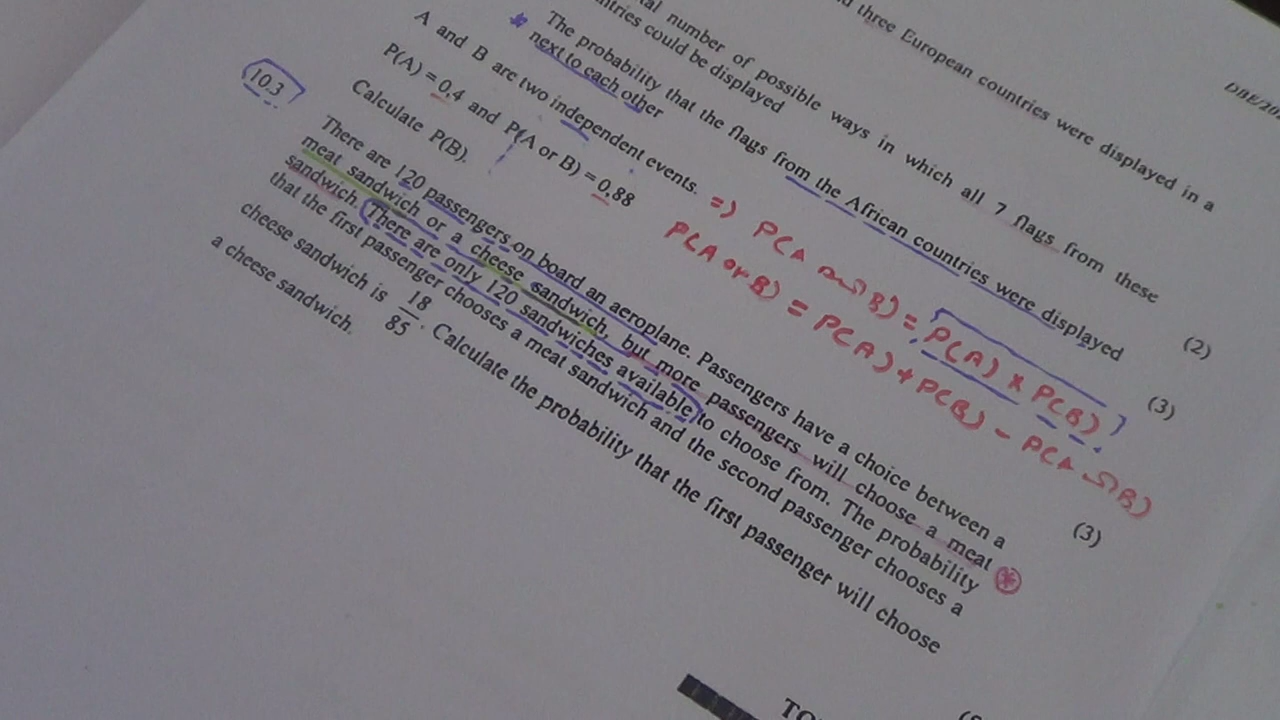 d three European countries were displayed in a
tal number of possible ways in which all 7 flags from these
ntries could be displayed
(2)
The probability that the flags from the African countries were displayed
next to each other
(3)
A and B are two independent events. => P(A and B) = P(A) x P(B)
P(A) = 0,4 and P(A or B) = 0,88
P(A or B) = P(A) + P(B) - P(A and B)
Calculate P(B).
(3)
10.3
There are 120 passengers on board an aeroplane. Passengers have a choice between a
meat sandwich or a cheese sandwich, but more passengers will choose a meat
sandwich. There are only 120 sandwiches available to choose from. The probability
that the first passenger chooses a meat sandwich and the second passenger chooses a
cheese sandwich is 18/85. Calculate the probability that the first passenger will choose
a cheese sandwich.